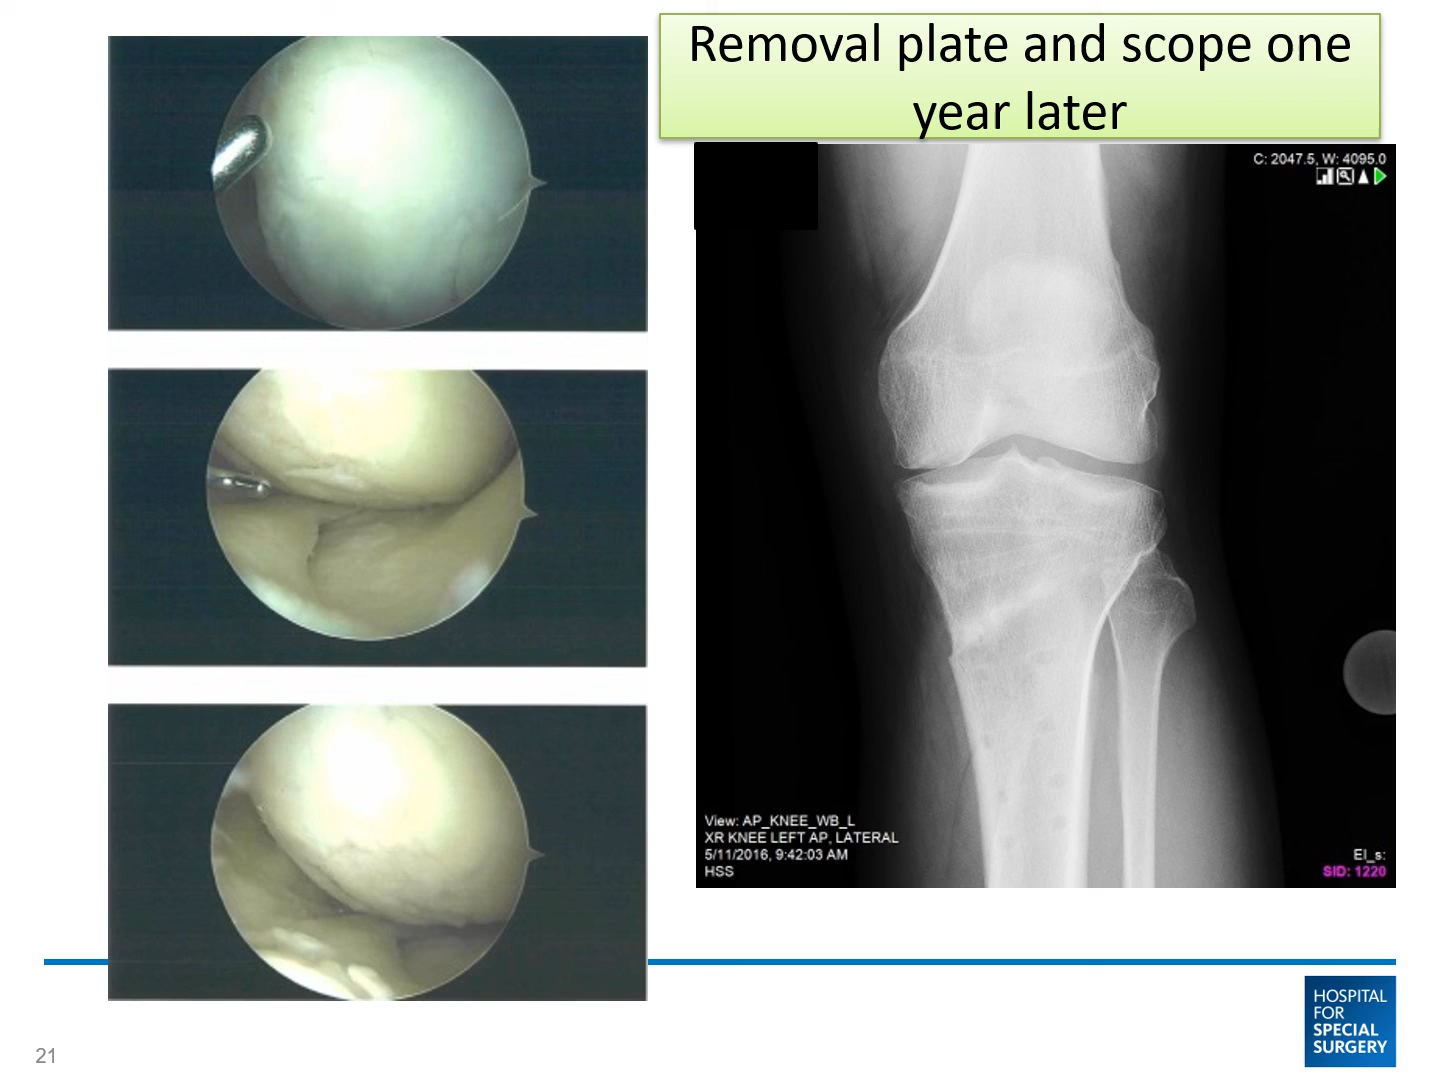 Removal plate and scope one
year later
C: 2047.5, W: 4095.0
View: AP_KNEE_WB_L
XR KNEE LEFT AP, LATERAL
5/11/2016, 9:42:03 AM
HSS
EI_s:
SID: 1220
HOSPITAL
FOR
SPECIAL
SURGERY
21